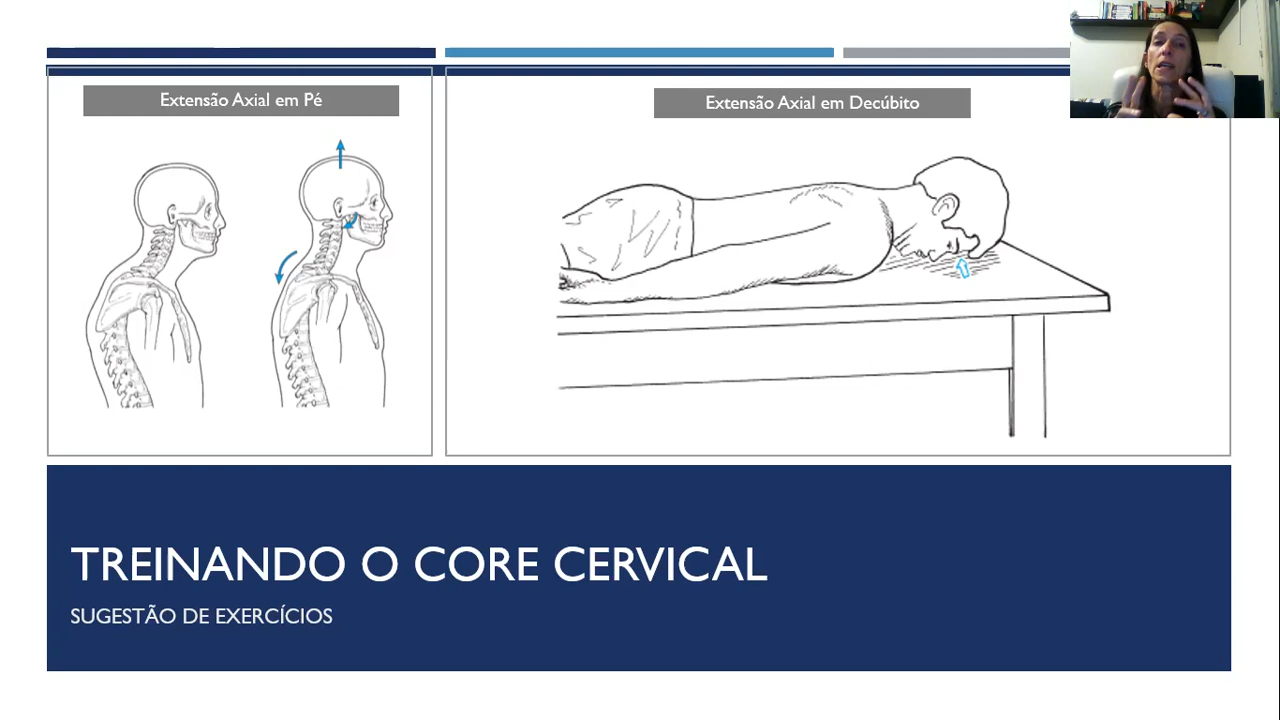 Extensão Axial em Pé
Extensão Axial em Decúbito
TREINANDO O CORE CERVICAL
SUGESTÃO DE EXERCÍCIOS